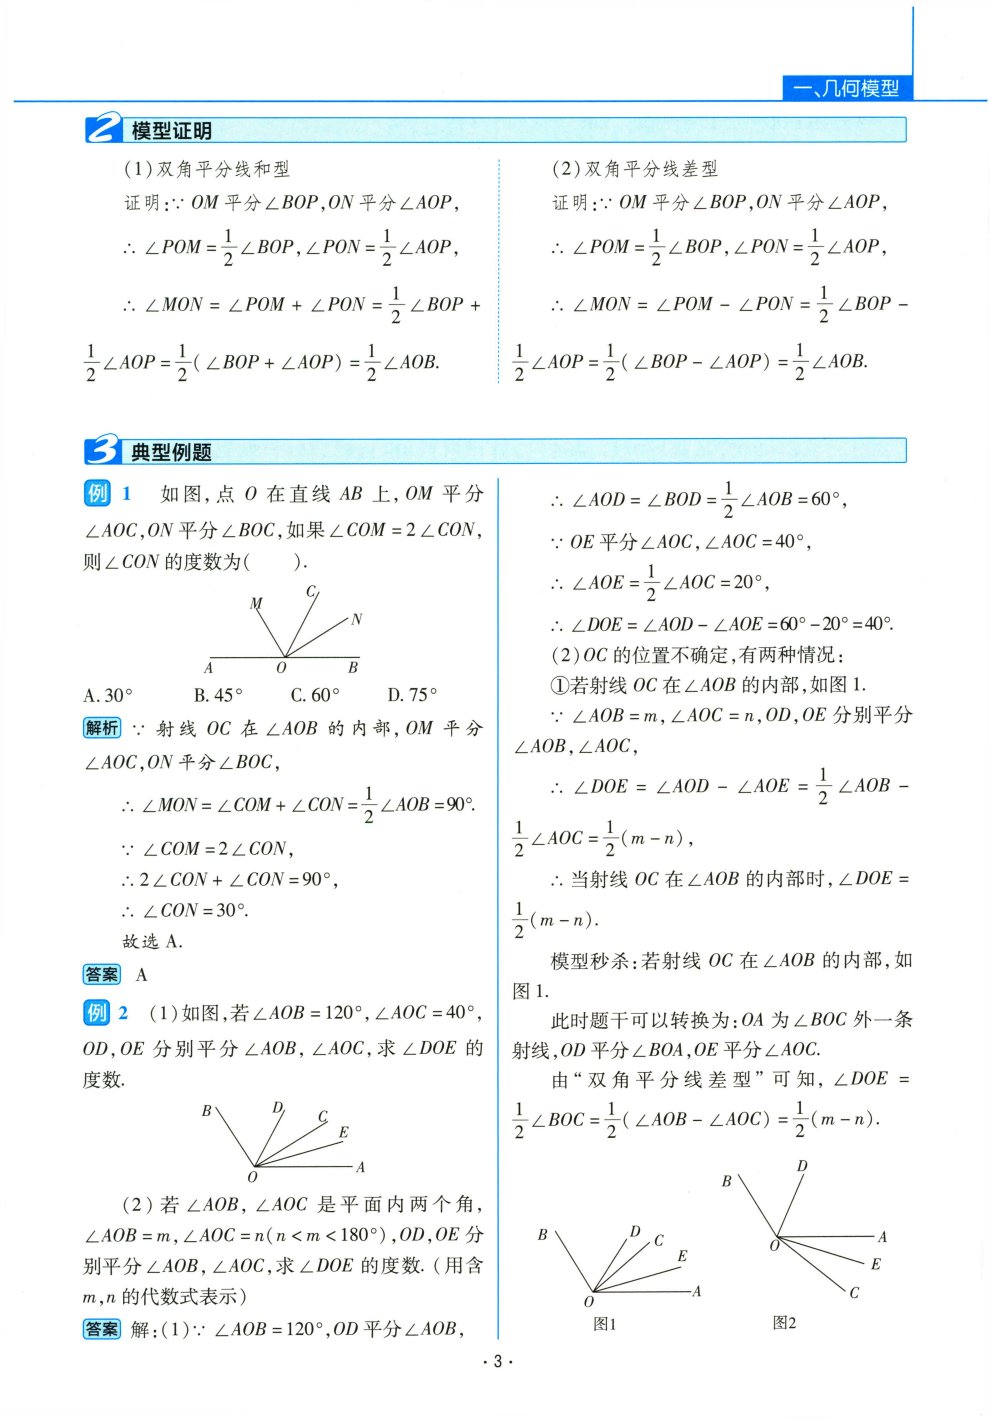 一、几何模型
2 模型证明
(1)双角平分线和型
证明:∵ OM 平分∠BOP,ON 平分∠AOP,
∴ ∠POM=1/2∠BOP,∠PON=1/2∠AOP,
∴ ∠MON = ∠POM + ∠PON = 1/2∠BOP +
1/2∠AOP=1/2(∠BOP+∠AOP)=1/2∠AOB.
(2)双角平分线差型
证明:∵ OM 平分∠BOP,ON 平分∠AOP,
∴ ∠POM=1/2∠BOP,∠PON=1/2∠AOP,
∴ ∠MON = ∠POM - ∠PON = 1/2∠BOP -
1/2∠AOP=1/2(∠BOP-∠AOP)=1/2∠AOB.
3 典型例题
例 1 如图,点 O 在直线 AB 上,OM 平分
∠AOC,ON 平分∠BOC,如果∠COM=2∠CON,
则∠CON 的度数为( ).
M
C
N
A
O
B
A.30° B.45° C.60° D.75°
解析 ∵ 射线 OC 在∠AOB 的内部,OM 平分
∠AOC,ON 平分∠BOC,
∴ ∠MON=∠COM+∠CON=1/2∠AOB=90°.
∵ ∠COM=2∠CON,
∴2∠CON+∠CON=90°,
∴ ∠CON=30°.
故选 A.
答案 A
例 2 (1)如图,若∠AOB=120°,∠AOC=40°,
OD,OE 分别平分∠AOB,∠AOC,求∠DOE 的
度数.
B
D
C
E
A
O
(2)若∠AOB,∠AOC 是平面内两个角,
∠AOB=m,∠AOC=n(n<m<180°),OD,OE 分
别平分∠AOB,∠AOC,求∠DOE 的度数.(用含
m,n 的代数式表示)
答案 解:(1)∵ ∠AOB=120°,OD 平分∠AOB,
∴ ∠AOD=∠BOD=1/2∠AOB=60°,
∵ OE 平分∠AOC,∠AOC=40°,
∴ ∠AOE=1/2∠AOC=20°,
∴ ∠DOE=∠AOD-∠AOE=60°-20°=40°.
(2)OC 的位置不确定,有两种情况:
①若射线 OC 在∠AOB 的内部,如图 1.
∵ ∠AOB=m,∠AOC=n,OD,OE 分别平分
∠AOB,∠AOC,
∴ ∠DOE = ∠AOD - ∠AOE = 1/2∠AOB -
1/2∠AOC=1/2(m-n),
∴ 当射线 OC 在∠AOB 的内部时,∠DOE=
1/2(m-n).
模型秒杀:若射线 OC 在∠AOB 的内部,如
图 1.
此时题干可以转换为:OA 为∠BOC 外一条
射线,OD 平分∠BOA,OE 平分∠AOC.
由“双角平分线差型”可知,∠DOE =
1/2∠BOC=1/2(∠AOB-∠AOC)=1/2(m-n).
B
D
C
E
A
O
图1
B
D
A
O
E
C
图2
·3·